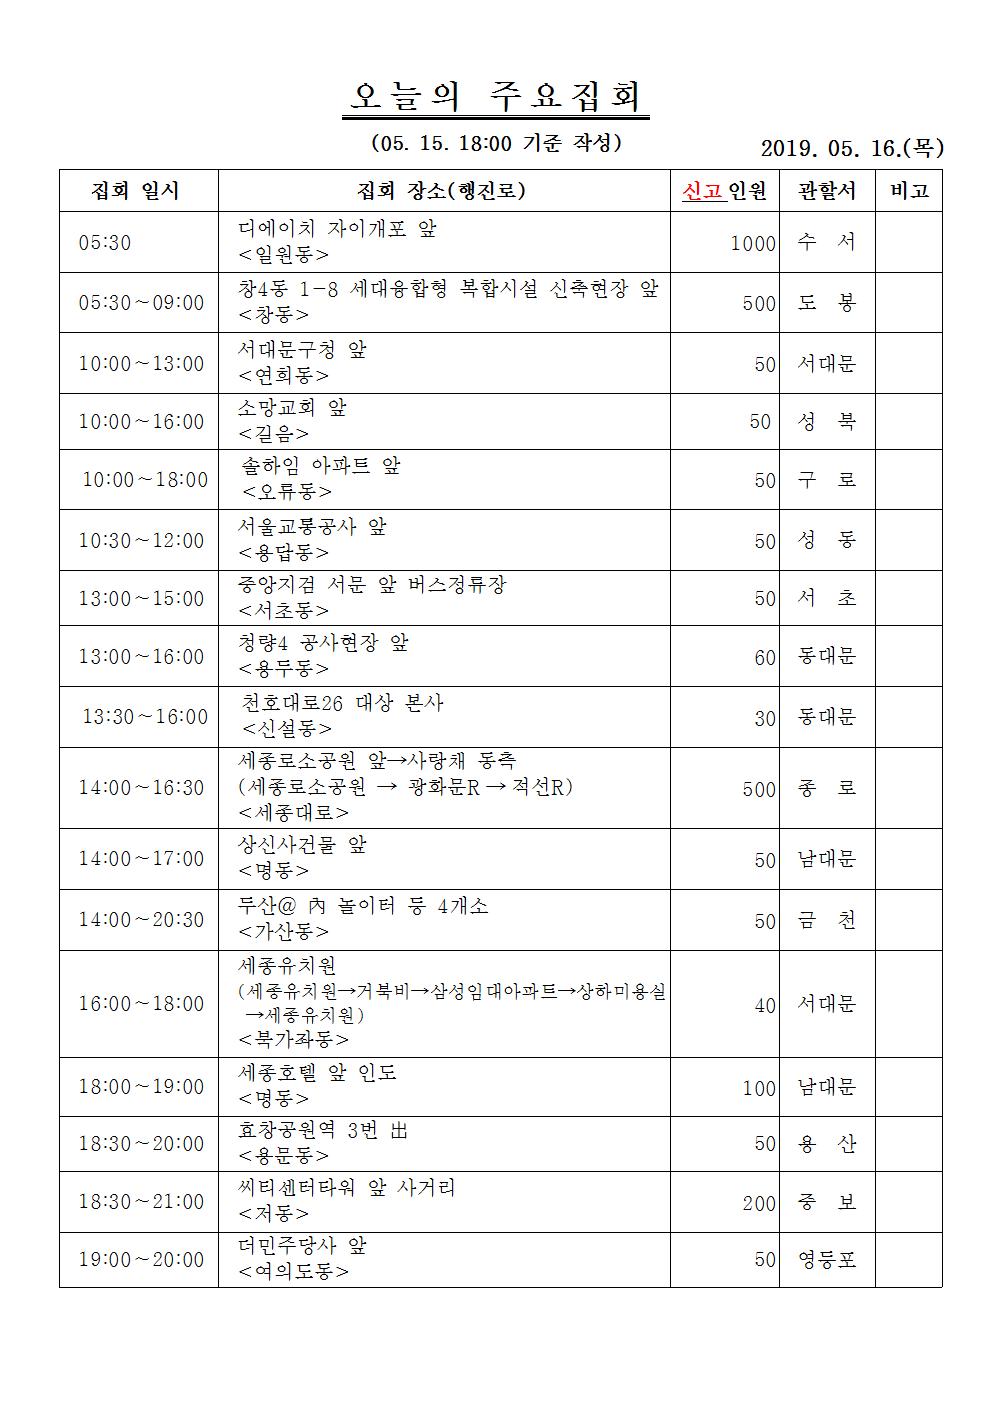 오늘의 주요집회
(05. 15. 18:00 기준 작성)
2019. 05. 16.(목)
집회 일시 집회 장소(행진로) 신고인원 관할서 비고
05:30 디에이치 자이개포 앞 <일원동> 1000 수 서
05:30~09:00 창4동 1-8 세대융합형 복합시설 신축현장 앞 <창동> 500 도 봉
10:00~13:00 서대문구청 앞 <연희동> 50 서대문
10:00~16:00 소망교회 앞 <길음> 50 성 북
10:00~18:00 솔하임 아파트 앞 <오류동> 50 구 로
10:30~12:00 서울교통공사 앞 <용답동> 50 성 동
13:00~15:00 중앙지검 서문 앞 버스정류장 <서초동> 50 서 초
13:00~16:00 청량4 공사현장 앞 <용두동> 60 동대문
13:30~16:00 천호대로26 대상 본사 <신설동> 30 동대문
14:00~16:30 세종로소공원 앞→사랑채 동측 (세종로소공원 → 광화문R → 적선R) <세종대로> 500 종 로
14:00~17:00 상신사건물 앞 <명동> 50 남대문
14:00~20:30 두산@ 內 놀이터 등 4개소 <가산동> 50 금 천
16:00~18:00 세종유치원 (세종유치원→거북비→삼성임대아파트→상하미용실 →세종유치원) <북가좌동> 40 서대문
18:00~19:00 세종호텔 앞 인도 <명동> 100 남대문
18:30~20:00 효창공원역 3번 出 <용문동> 50 용 산
18:30~21:00 씨티센터타워 앞 사거리 <저동> 200 중 보
19:00~20:00 더민주당사 앞 <여의도동> 50 영등포